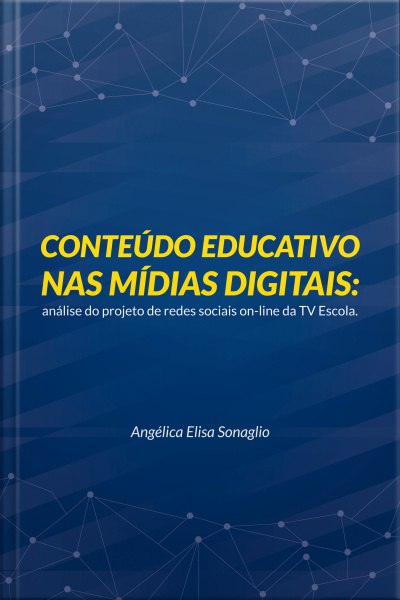 CONTEÚDO EDUCATIVO
NAS MÍDIAS DIGITAIS:
análise do projeto de redes sociais on-line da TV Escola.
Angélica Elisa Sonaglio